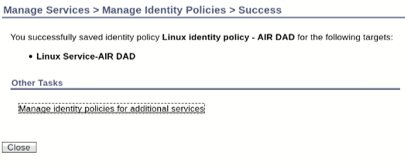 Manage Services > Manage Identity Policies > Success
You successfully saved identity policy Linux identity policy - AIR DAD for the following targets:
• Linux Service-AIR DAD
Other Tasks
Manage identity policies for additional services
Close